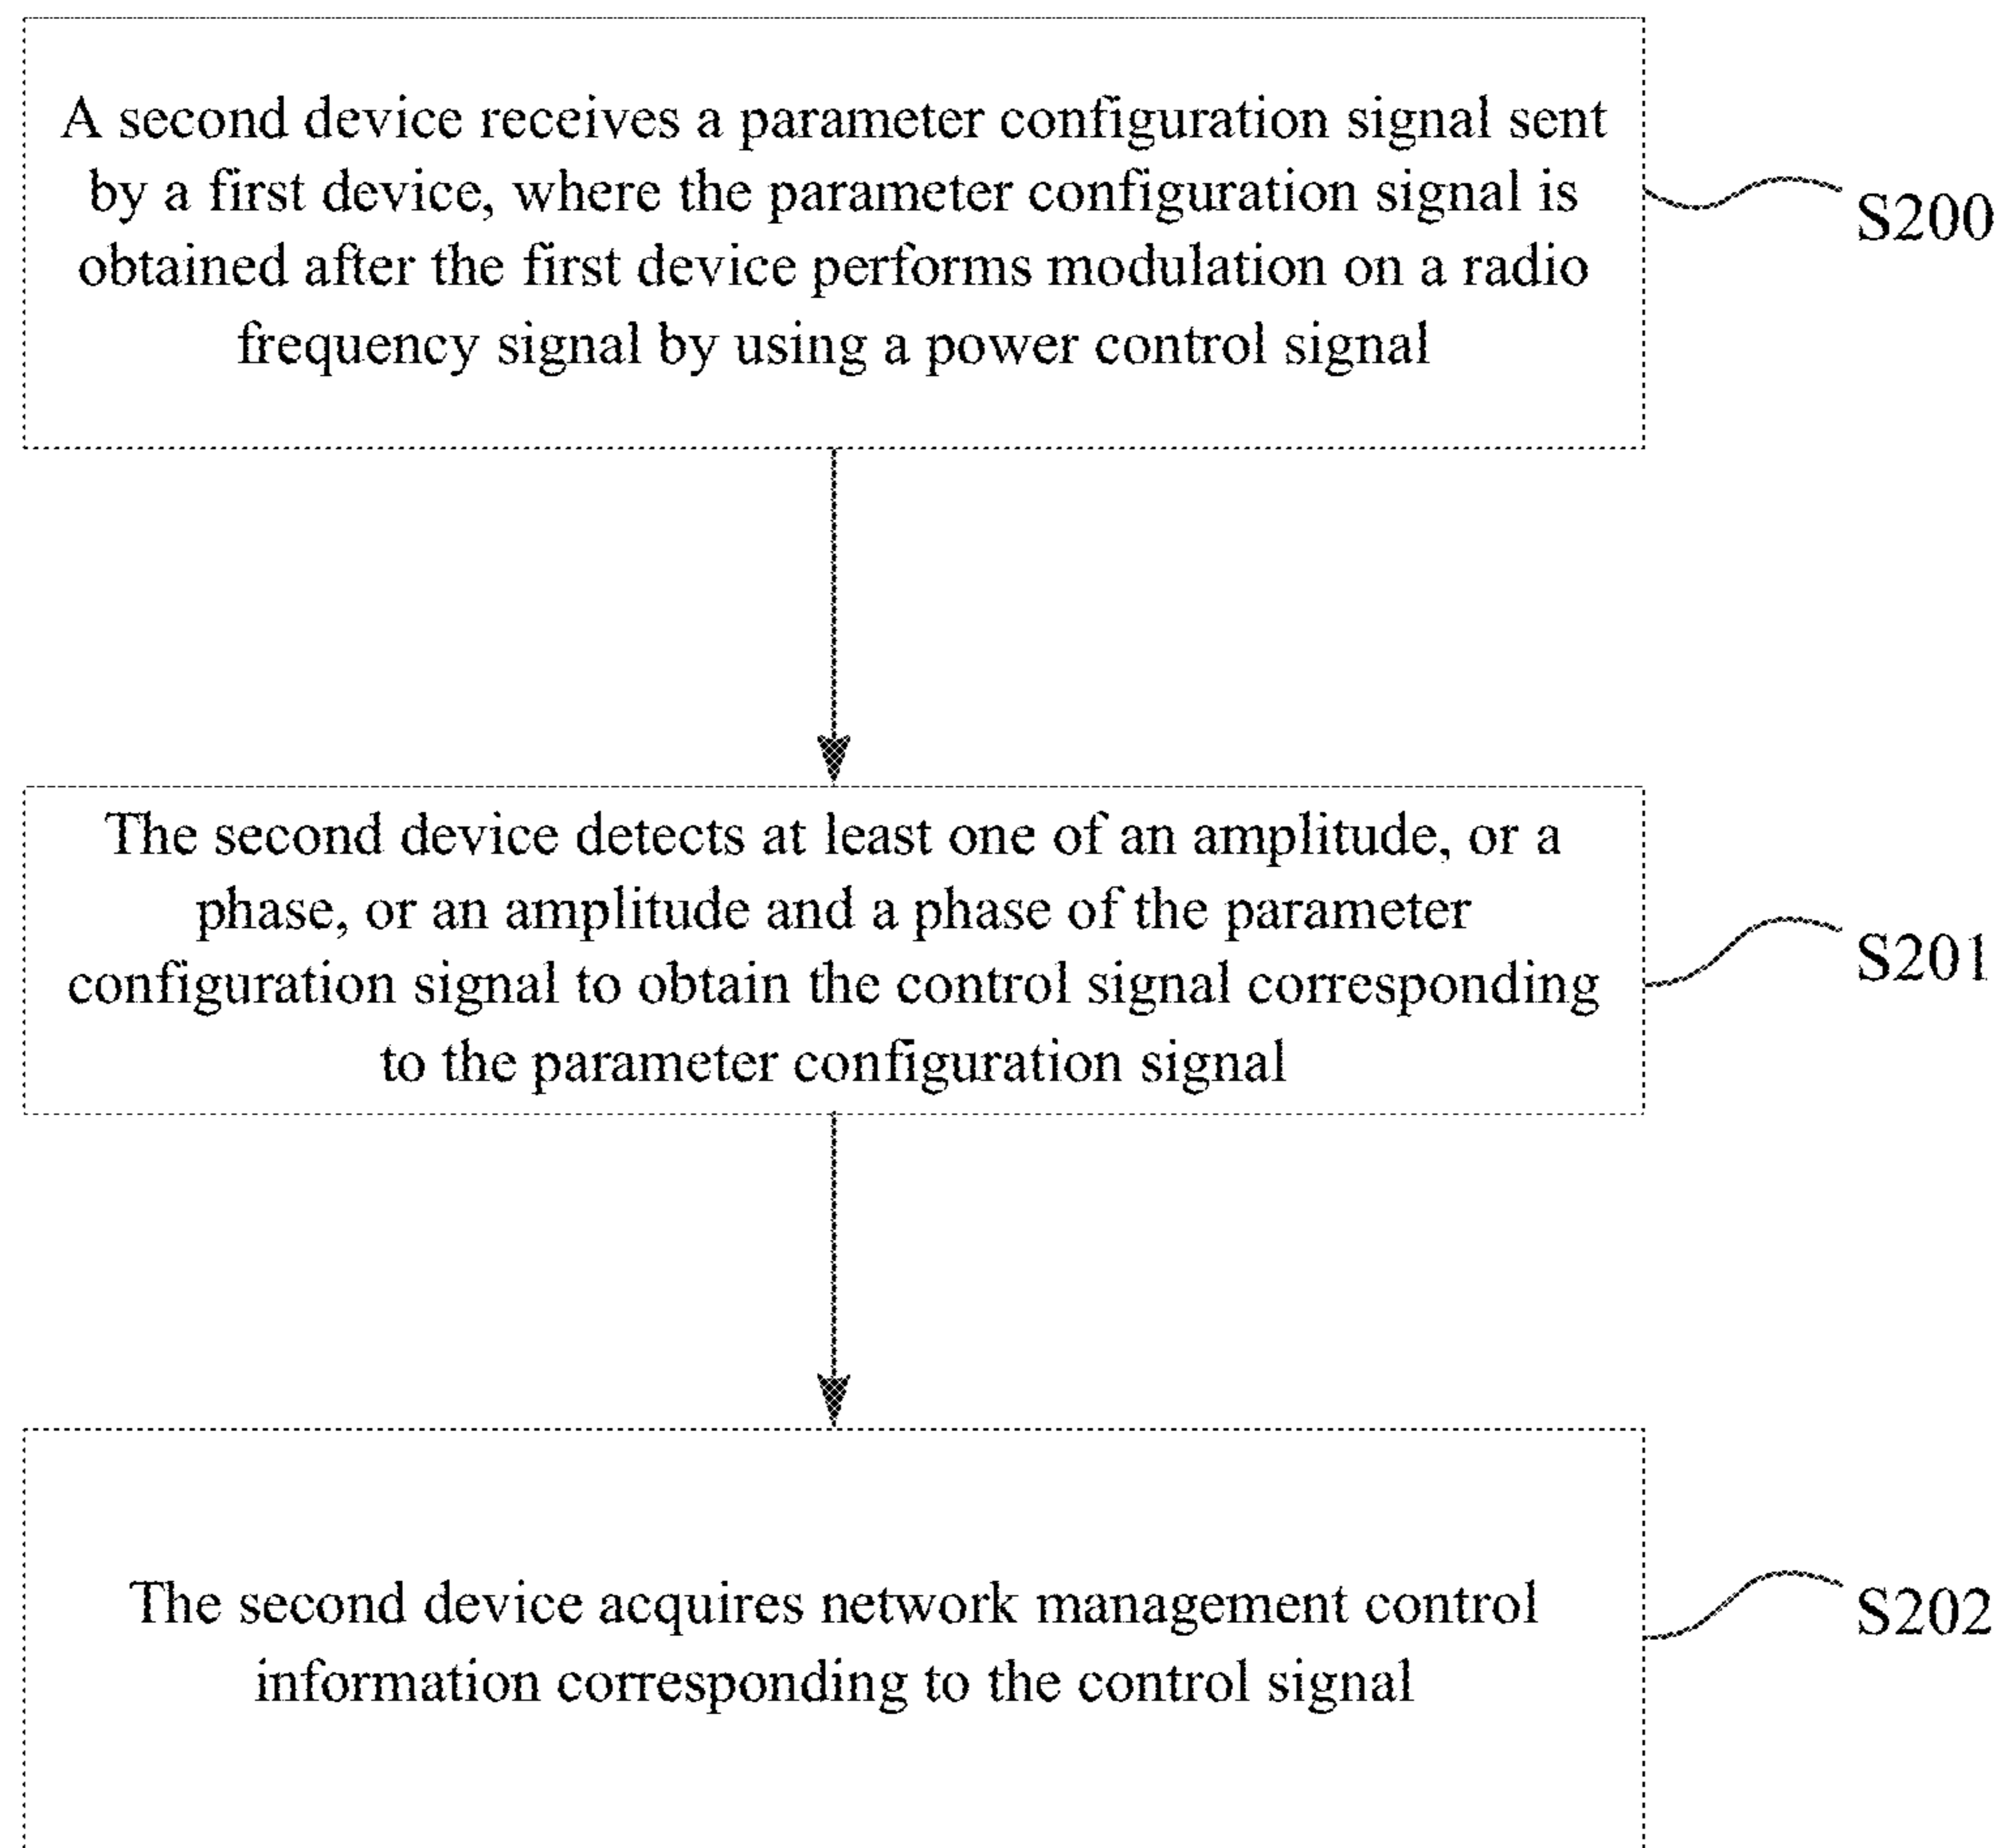 A second device receives a parameter configuration signal sent
by a first device, where the parameter configuration signal is
obtained after the first device performs modulation on a radio
frequency signal by using a power control signal
S200
The second device detects at least one of an amplitude, or a
phase, or an amplitude and a phase of the parameter
configuration signal to obtain the control signal corresponding
to the parameter configuration signal
S201
The second device acquires network management control
information corresponding to the control signal
S202